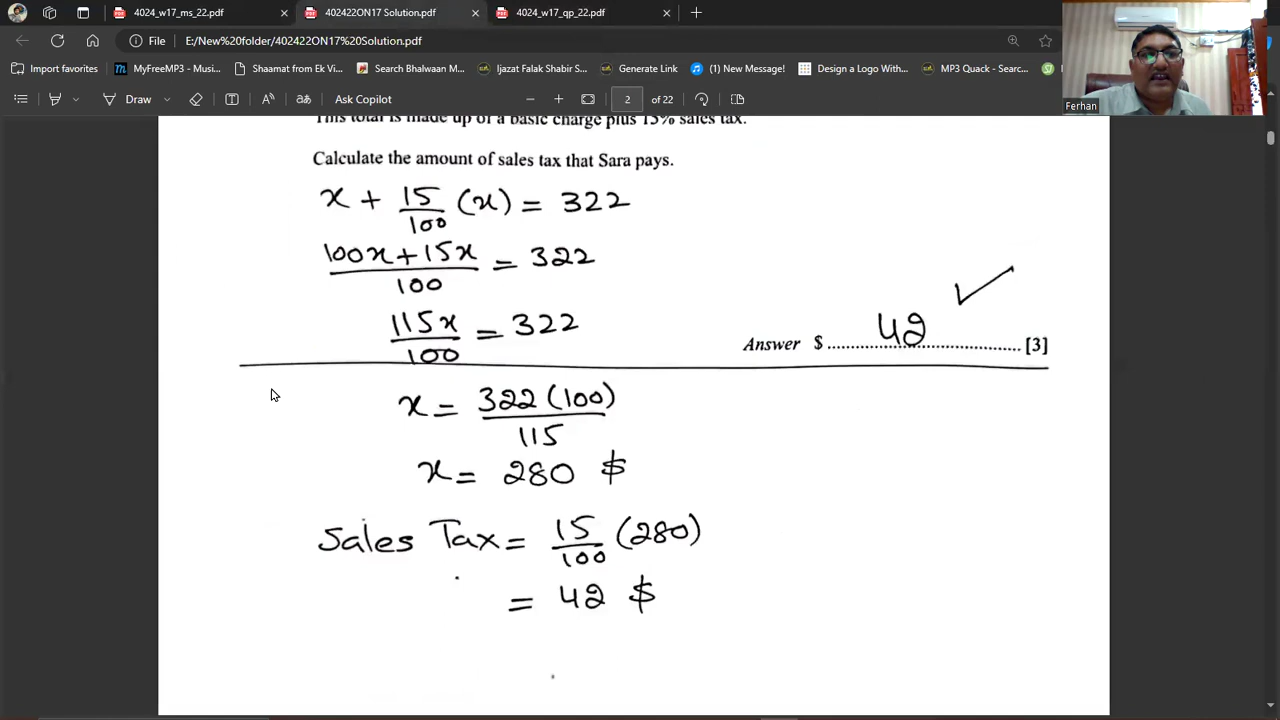 4024_w17_ms_22.pdf
402422ON17 Solution.pdf
4024_w17_qp_22.pdf
File E:/New%20folder/402422ON17%20Solution.pdf
Import favorites
MyFreeMP3 - Musi...
Shaamat from Ek Vi...
Search Bhalwaan M...
Ijazat Falak Shabir S...
Generate Link
(1) New Message!
Design a Logo With...
MP3 Quack - Searc...
Draw
Ask Copilot
2 of 22
Ferhan
This total is made up of a basic charge plus 15% sales tax.
Calculate the amount of sales tax that Sara pays.
x + 15/100 (x) = 322
100x+15x/100 = 322
115x/100 = 322
Answer $ 42 [3]
x = 322(100)/115
x = 280 $
Sales Tax = 15/100 (280)
= 42 $